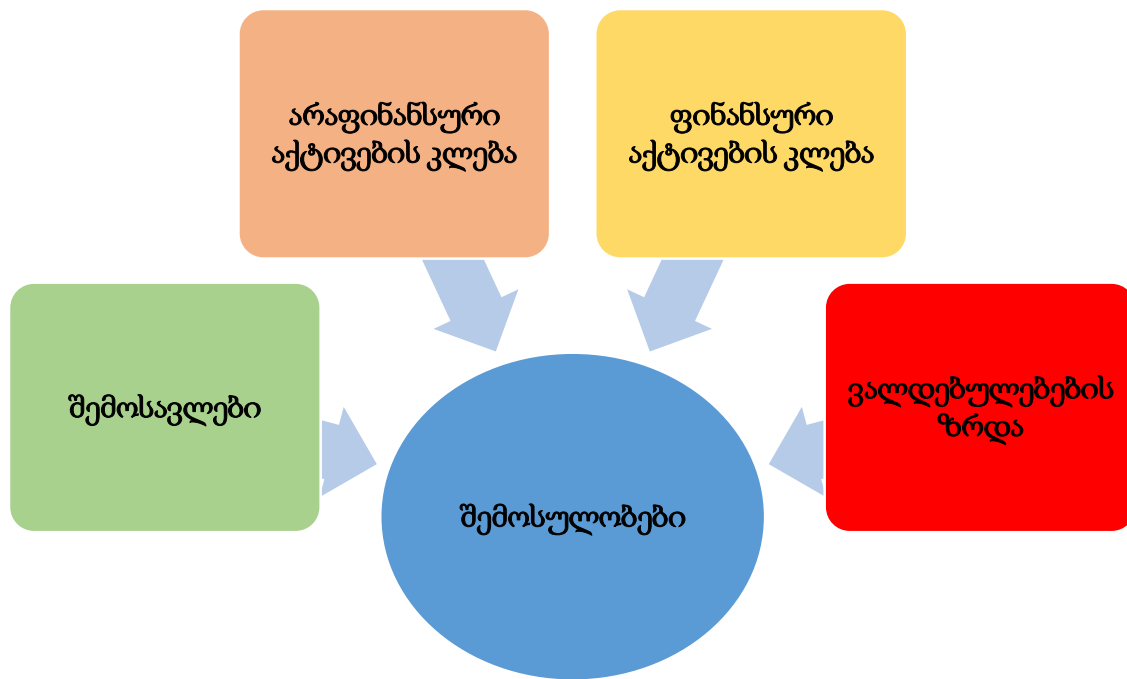 არაფინანსური
აქტივების კლება
ფინანსური
აქტივების კლება
შემოსავლები
ვალდებულებების
ზრდა
შემოსულობები